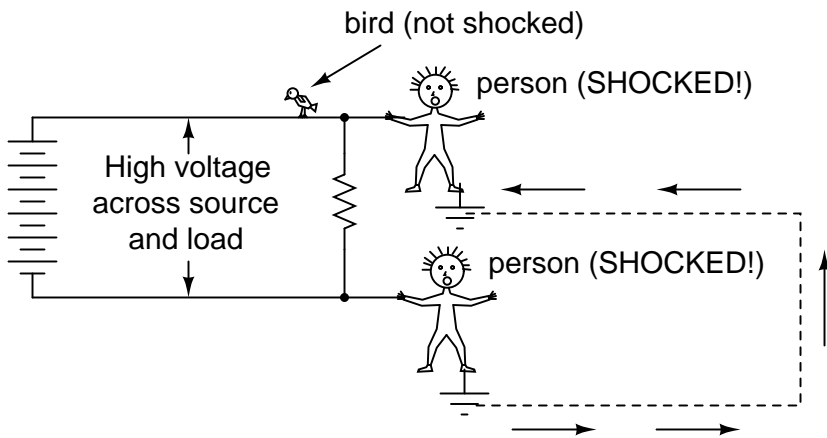 bird (not shocked)
person (SHOCKED!)
High voltage
across source
and load
person (SHOCKED!)